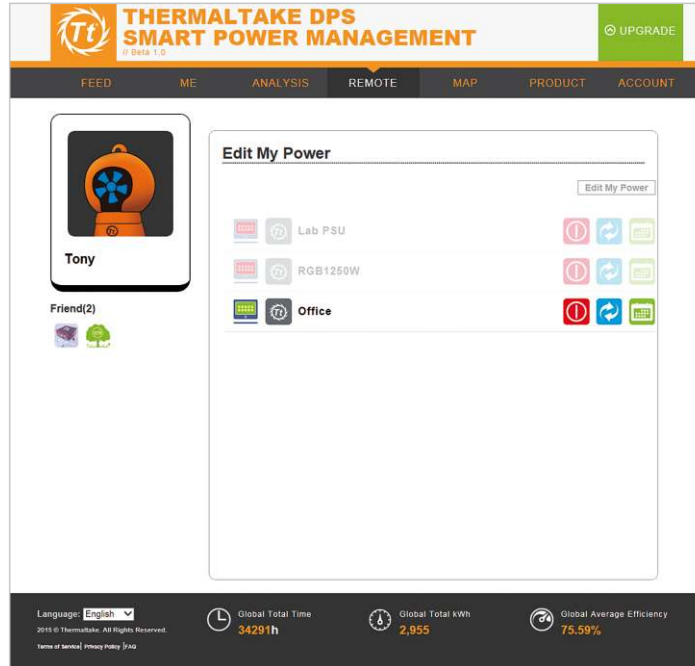 THERMALTAKE DPS
SMART POWER MANAGEMENT
// Beta 1.0
UPGRADE
FEED ME ANALYSIS REMOTE MAP PRODUCT ACCOUNT
Edit My Power
Edit My Power
Lab PSU
RGB1250W
Office
Tony
Friend(2)
Language: English
2015 © Thermaltake. All Rights Reserved.
Terms of Service| Privacy Policy |FAQ
Global Total Time
34291h
Global Total kWh
2,955
Global Average Efficiency
75.59%